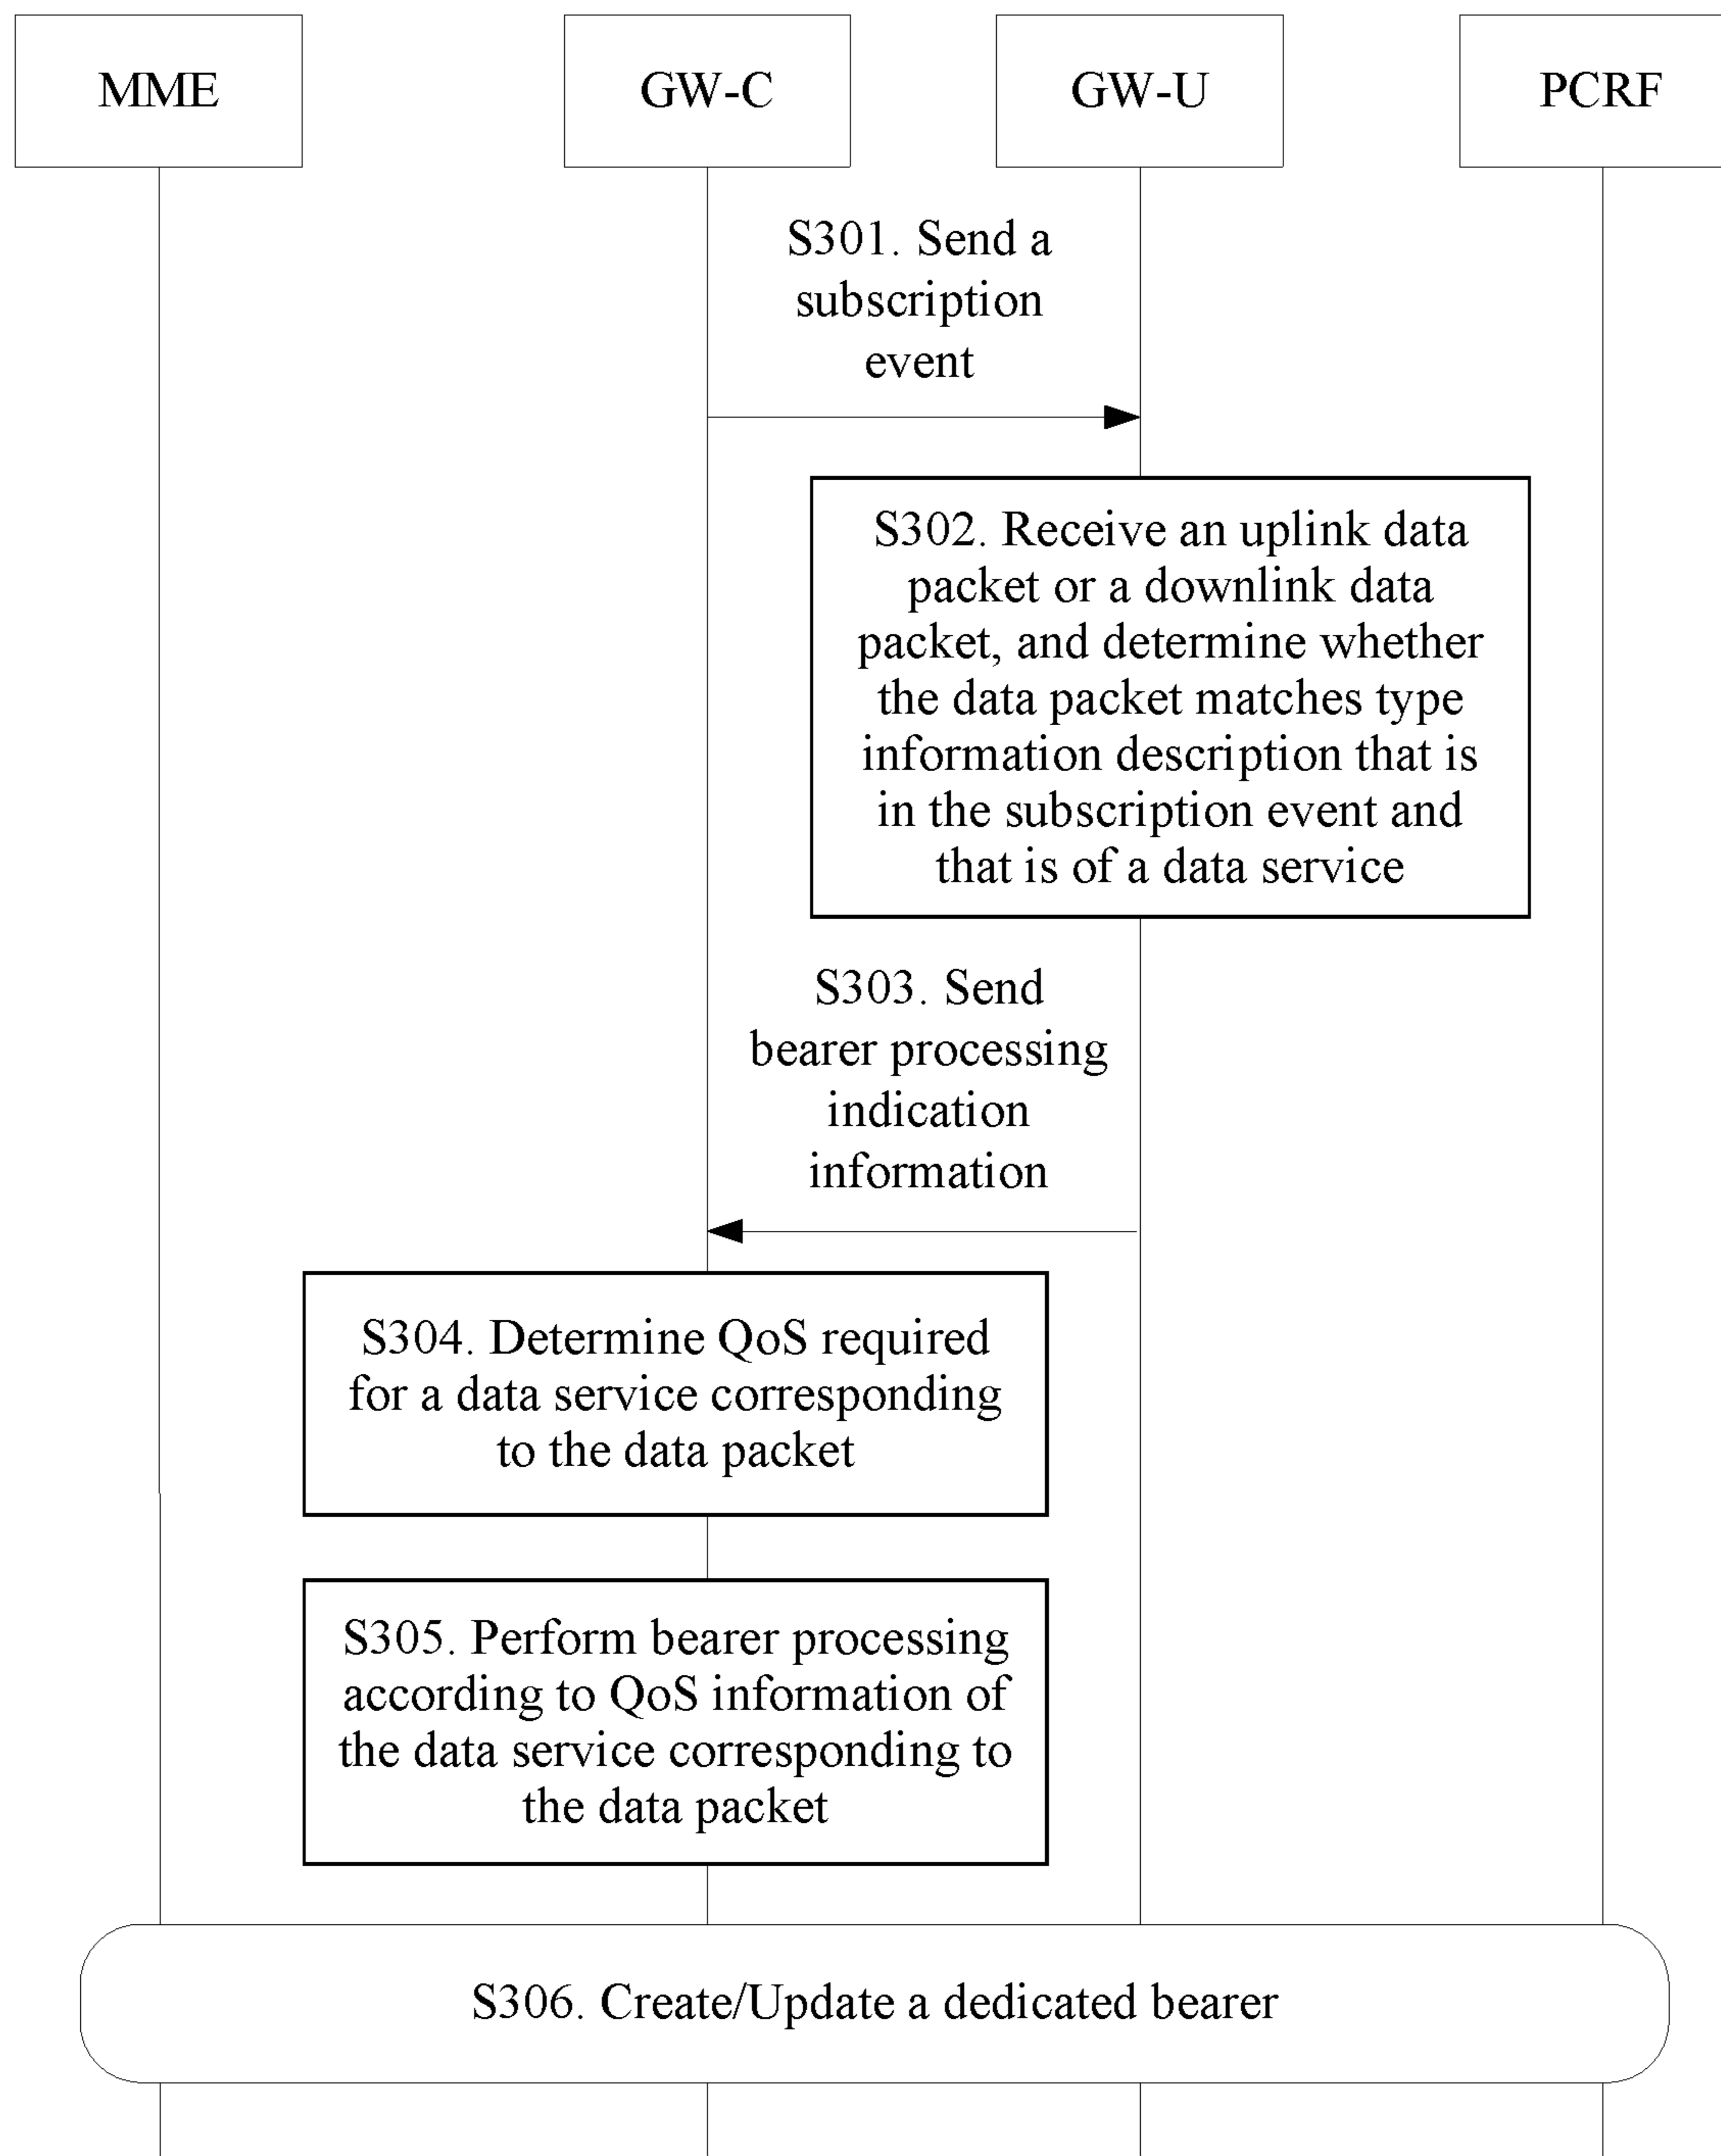 MME
GW-C
GW-U
PCRF
S301. Send a
subscription
event
S302. Receive an uplink data
packet or a downlink data
packet, and determine whether
the data packet matches type
information description that is
in the subscription event and
that is of a data service
S303. Send
bearer processing
indication
information
S304. Determine QoS required
for a data service corresponding
to the data packet
S305. Perform bearer processing
according to QoS information of
the data service corresponding to
the data packet
S306. Create/Update a dedicated bearer